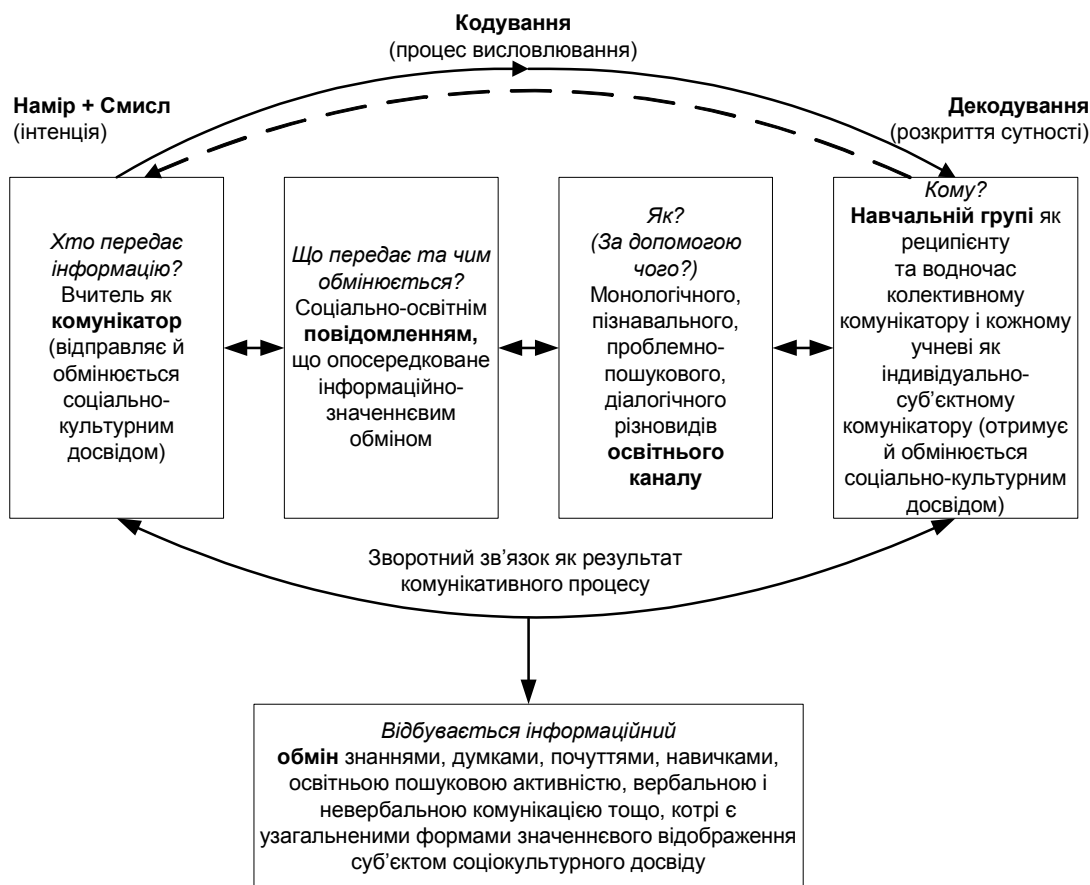 Кодування
(процес висловлювання)
Намір + Смисл
(інтенція)
Декодування
(розкриття сутності)
Хто передає
інформацію?
Вчитель як
комунікатор
(відправляє й
обмінюється
соціально-
культурним
досвідом)
Що передає та чим
обмінюється?
Соціально-освітнім
повідомленням,
що опосередковане
інформаційно-
значеннєвим
обміном
Як?
(За допомогою
чого?)
Монологічного,
пізнавального,
проблемно-
пошукового,
діалогічного
різновидів
освітнього
каналу
Кому?
Навчальній групі як
реципієнту
та водночас
колективному
комунікатору і кожному
учневі як
індивідуально-
суб’єктному
комунікатору (отримує
й обмінюється
соціально-культурним
досвідом)
Зворотний зв'язок як результат
комунікативного процесу
Відбувається інформаційний
обмін знаннями, думками, почуттями, навичками,
освітньою пошуковою активністю, вербальною і
невербальною комунікацією тощо, котрі є
узагальненими формами значеннєвого відображення
суб’єктом соціокультурного досвіду